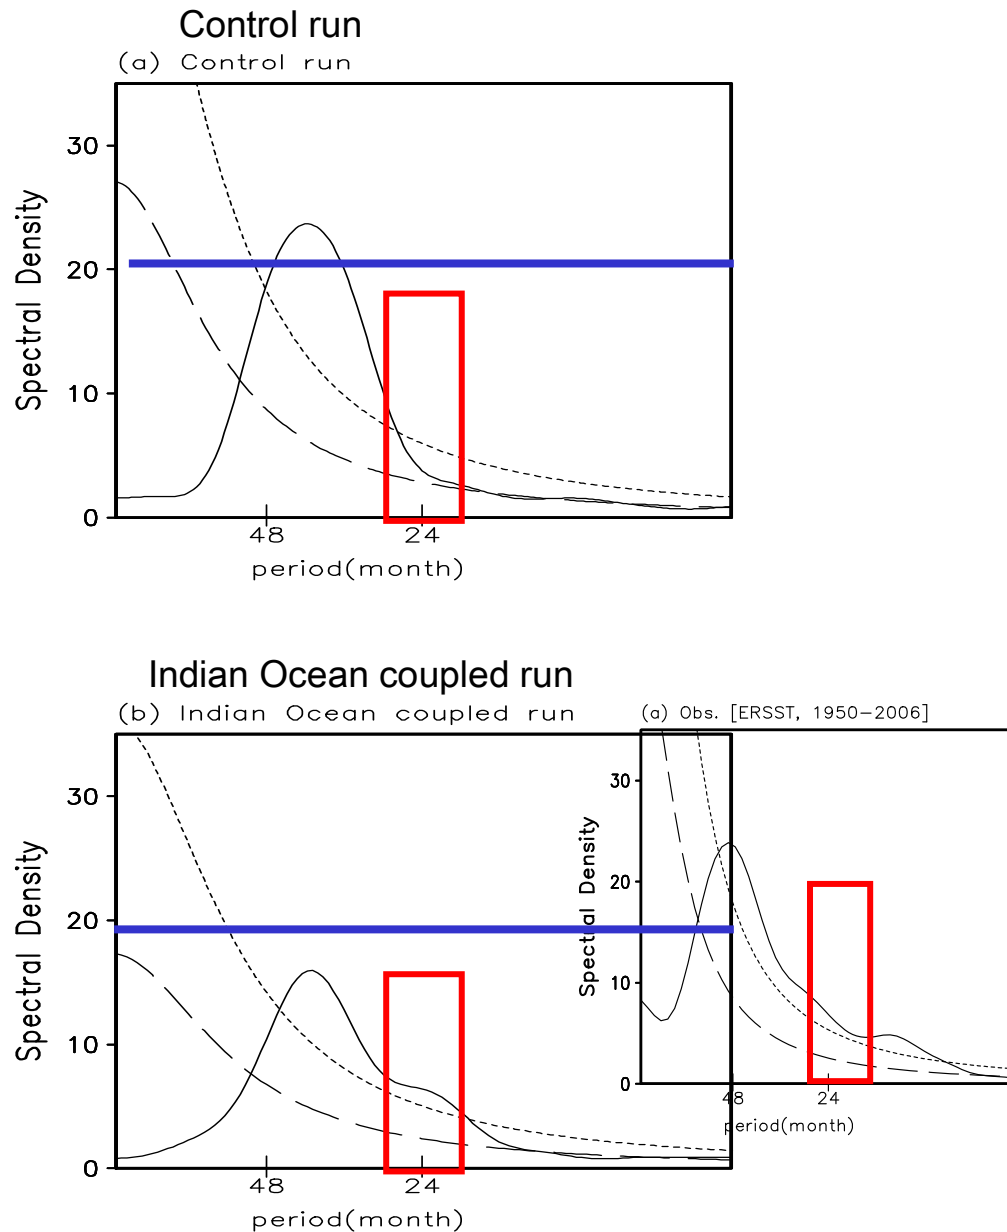 Control run
(a) Control run
Spectral Density
30
20
10
0
48
24
period(month)
Indian Ocean coupled run
(b) Indian Ocean coupled run
Spectral Density
30
20
10
0
48
24
period(month)
(a) Obs. [ERSST, 1950-2006]
Spectral Density
30
20
10
0
48
24
period(month)